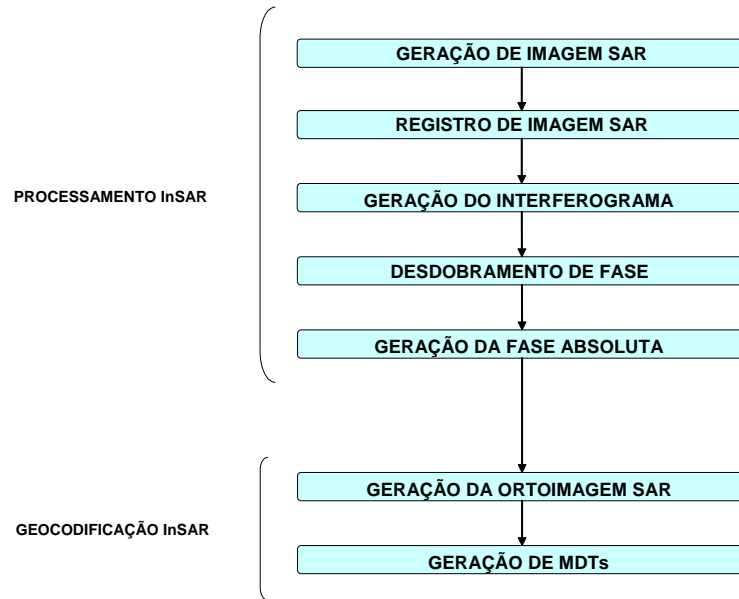 GERAÇÃO DE IMAGEM SAR
REGISTRO DE IMAGEM SAR
PROCESSAMENTO InSAR
GERAÇÃO DO INTERFEROGRAMA
DESDOBRAMENTO DE FASE
GERAÇÃO DA FASE ABSOLUTA
GERAÇÃO DA ORTOIMAGEM SAR
GEOCODIFICAÇÃO InSAR
GERAÇÃO DE MDTs